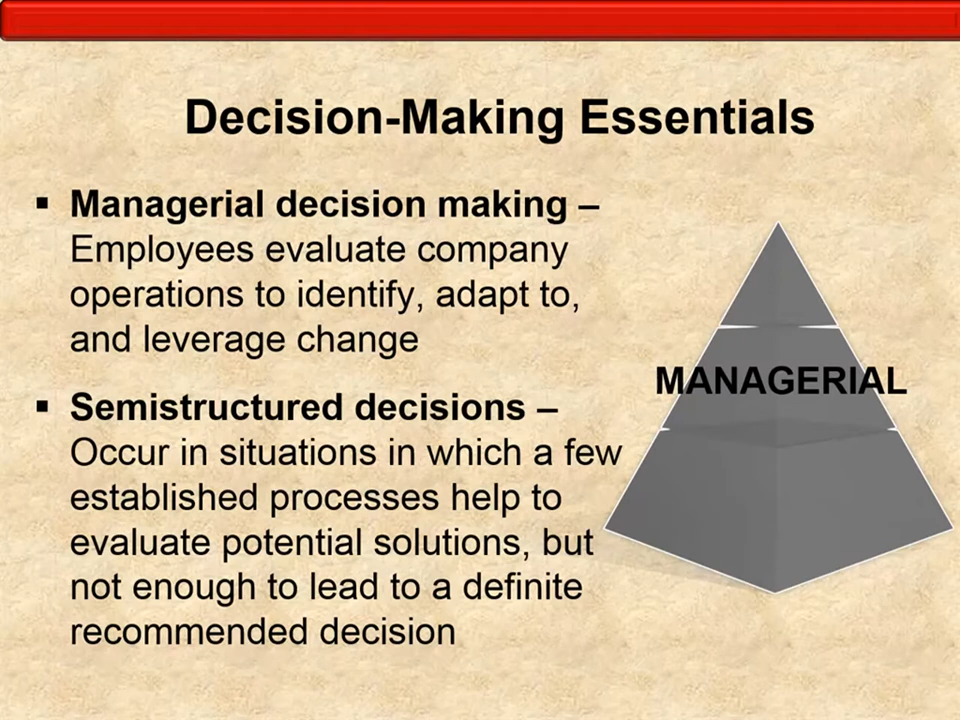 Decision-Making Essentials
▪ Managerial decision making –
Employees evaluate company
operations to identify, adapt to,
and leverage change
▪ Semistructured decisions –
Occur in situations in which a few
established processes help to
evaluate potential solutions, but
not enough to lead to a definite
recommended decision
MANAGERIAL